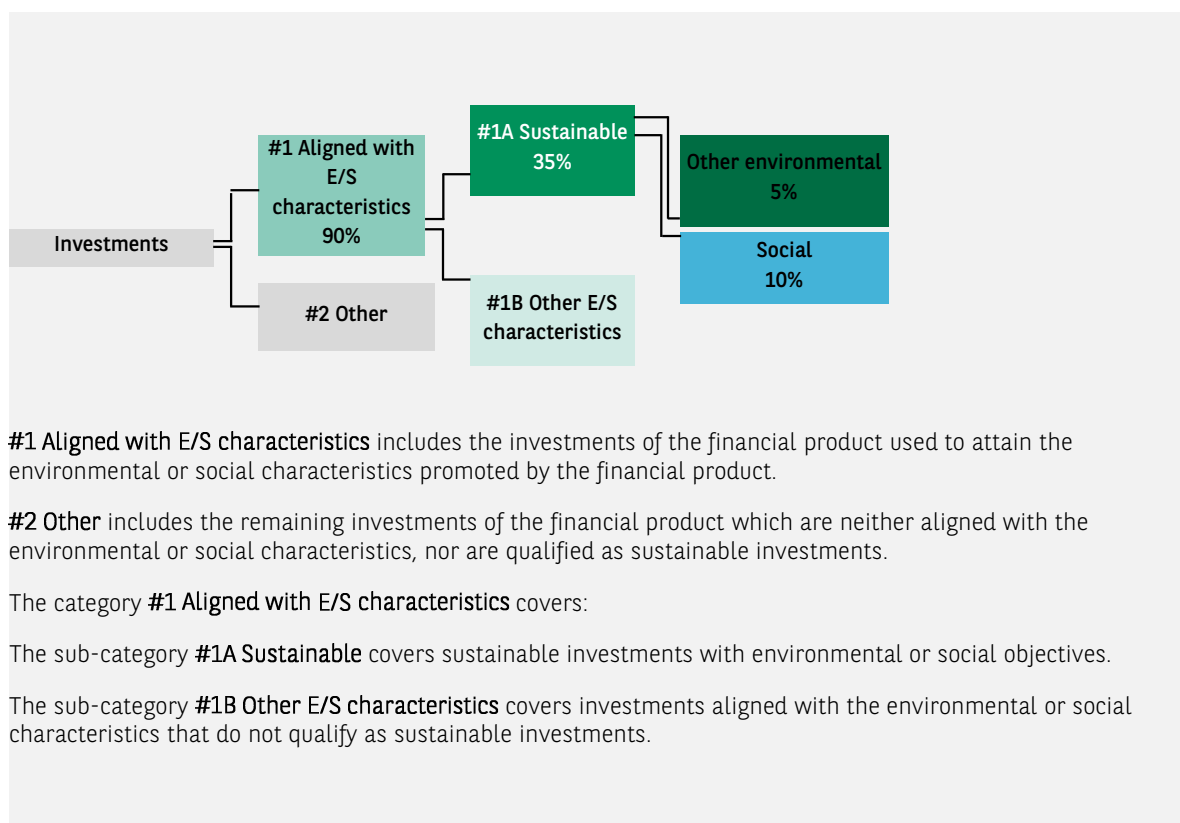 #1A Sustainable
35%
#1 Aligned with
E/S
characteristics
90%
Other environmental
5%
Investments
Social
10%
#2 Other
#1B Other E/S
characteristics
#1 Aligned with E/S characteristics includes the investments of the financial product used to attain the
environmental or social characteristics promoted by the financial product.
#2 Other includes the remaining investments of the financial product which are neither aligned with the
environmental or social characteristics, nor are qualified as sustainable investments.
The category #1 Aligned with E/S characteristics covers:
The sub-category #1A Sustainable covers sustainable investments with environmental or social objectives.
The sub-category #1B Other E/S characteristics covers investments aligned with the environmental or social
characteristics that do not qualify as sustainable investments.